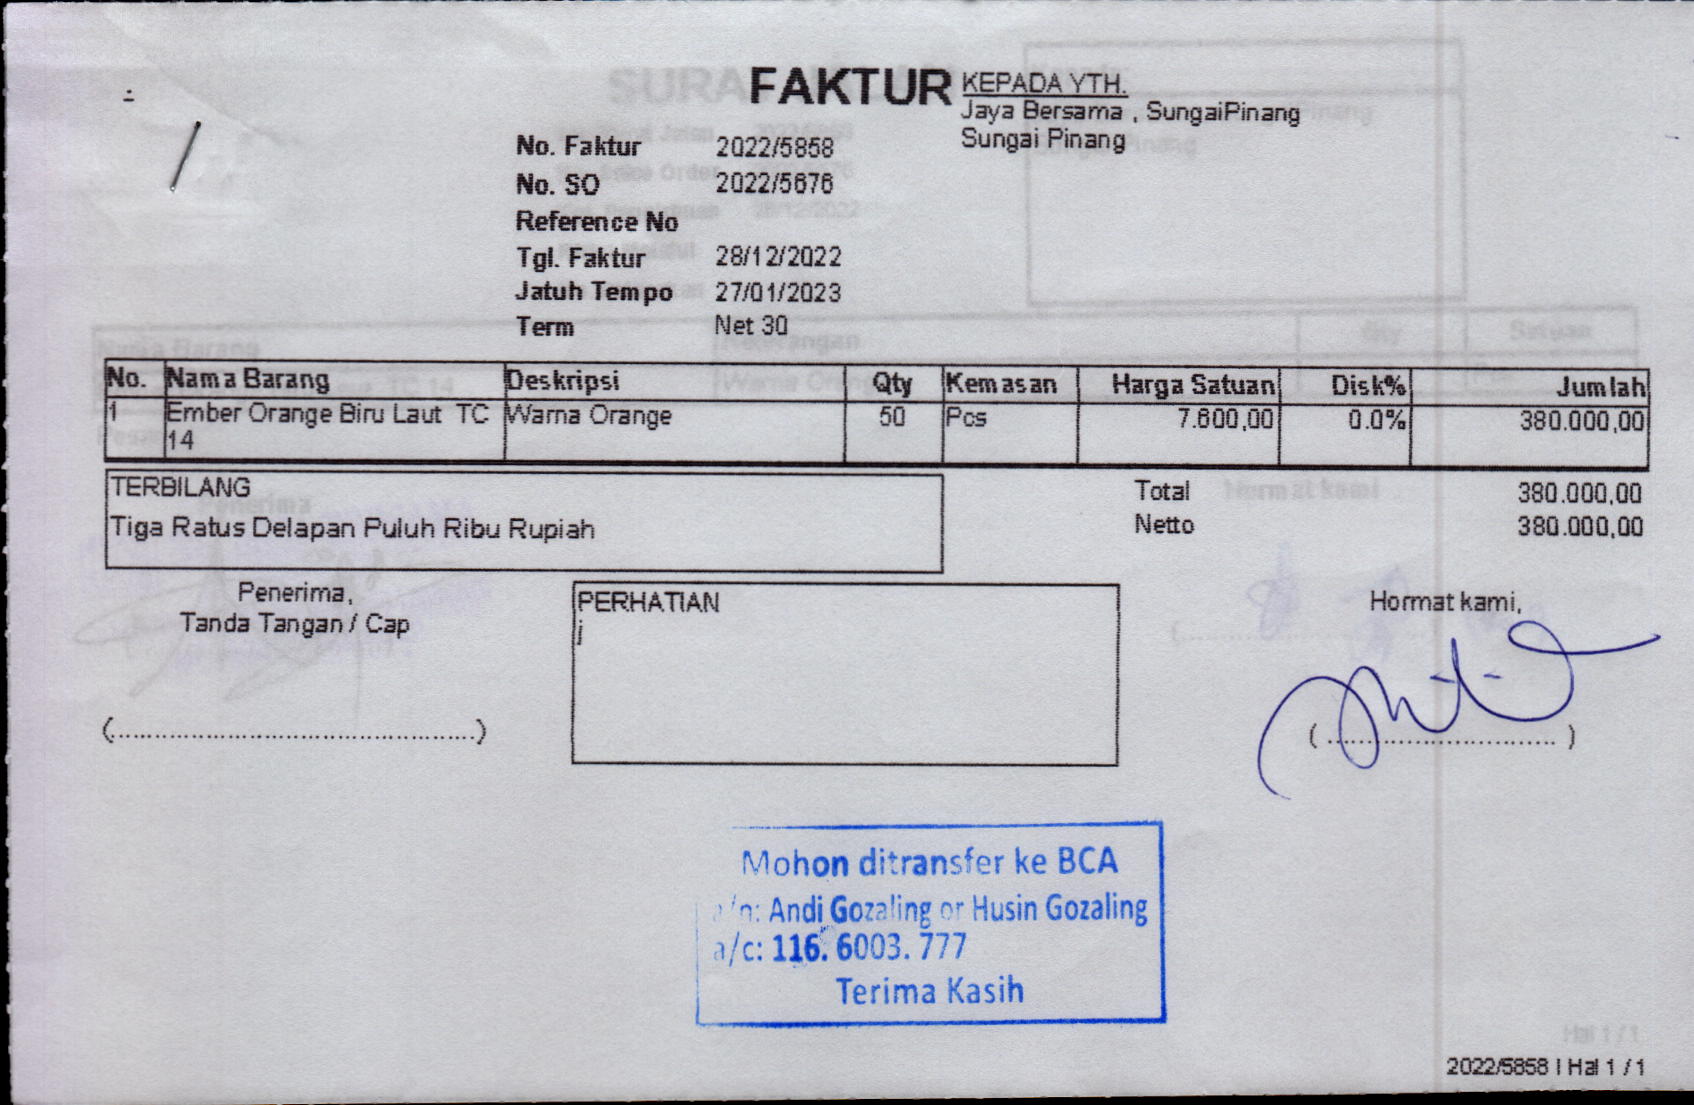 FAKTUR
KEPADA YTH.
Jaya Bersama , SungaiPinang
Sungai Pinang
No. Faktur 2022/5858
No. SO 2022/5676
Reference No
Tgl. Faktur 28/12/2022
Jatuh Tempo 27/01/2023
Term Net 30
No. Nama Barang Deskripsi Qty Kemasan Harga Satuan Disk% Jumlah
1 Ember Orange Biru Laut TC 14 Warna Orange 50 Pcs 7.600,00 0.0% 380.000,00
TERBILANG
Tiga Ratus Delapan Puluh Ribu Rupiah
Total 380.000,00
Netto 380.000,00
Penerima,
Tanda Tangan / Cap
(................................................)
PERHATIAN
j
Hormat kami,
( ............................... )
Mohon ditransfer ke BCA
a/n: Andi Gozaling or Husin Gozaling
a/c: 116. 6003. 777
Terima Kasih
2022/5858 | Hal 1 / 1